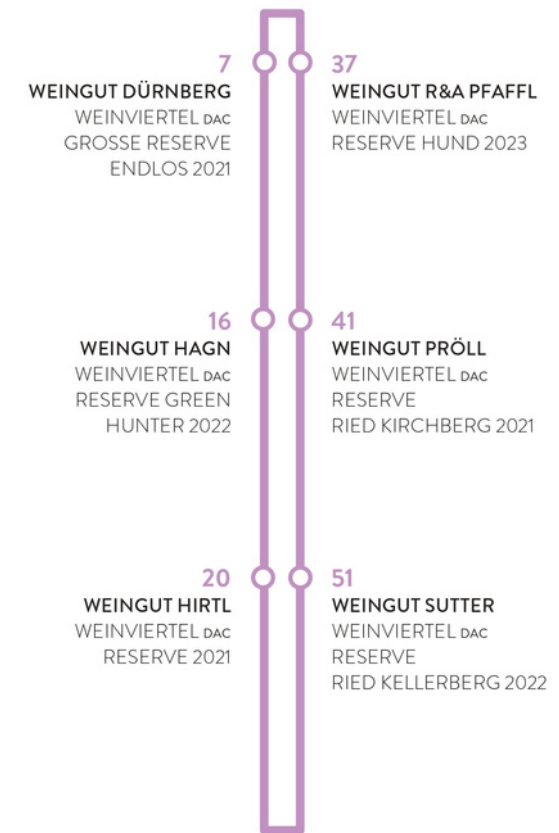 7
WEINGUT DÜRNBERG
WEINVIERTEL DAC
GROSSE RESERVE
ENDLOS 2021
37
WEINGUT R&A PFAFFL
WEINVIERTEL DAC
RESERVE HUND 2023
16
WEINGUT HAGN
WEINVIERTEL DAC
RESERVE GREEN
HUNTER 2022
41
WEINGUT PRÖLL
WEINVIERTEL DAC
RESERVE
RIED KIRCHBERG 2021
20
WEINGUT HIRTL
WEINVIERTEL DAC
RESERVE 2021
51
WEINGUT SUTTER
WEINVIERTEL DAC
RESERVE
RIED KELLERBERG 2022